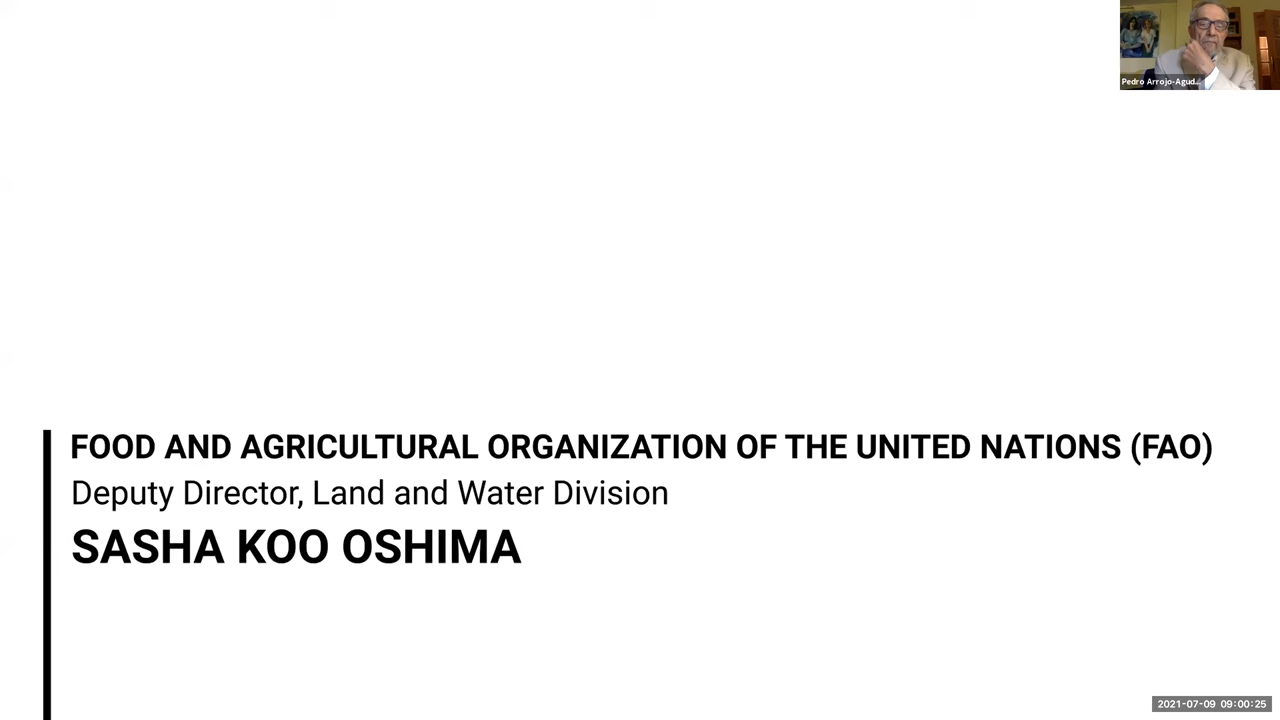 Pedro Arrojo-Agud...
FOOD AND AGRICULTURAL ORGANIZATION OF THE UNITED NATIONS (FAO)
Deputy Director, Land and Water Division
SASHA KOO OSHIMA
2021-07-09 09:00:25